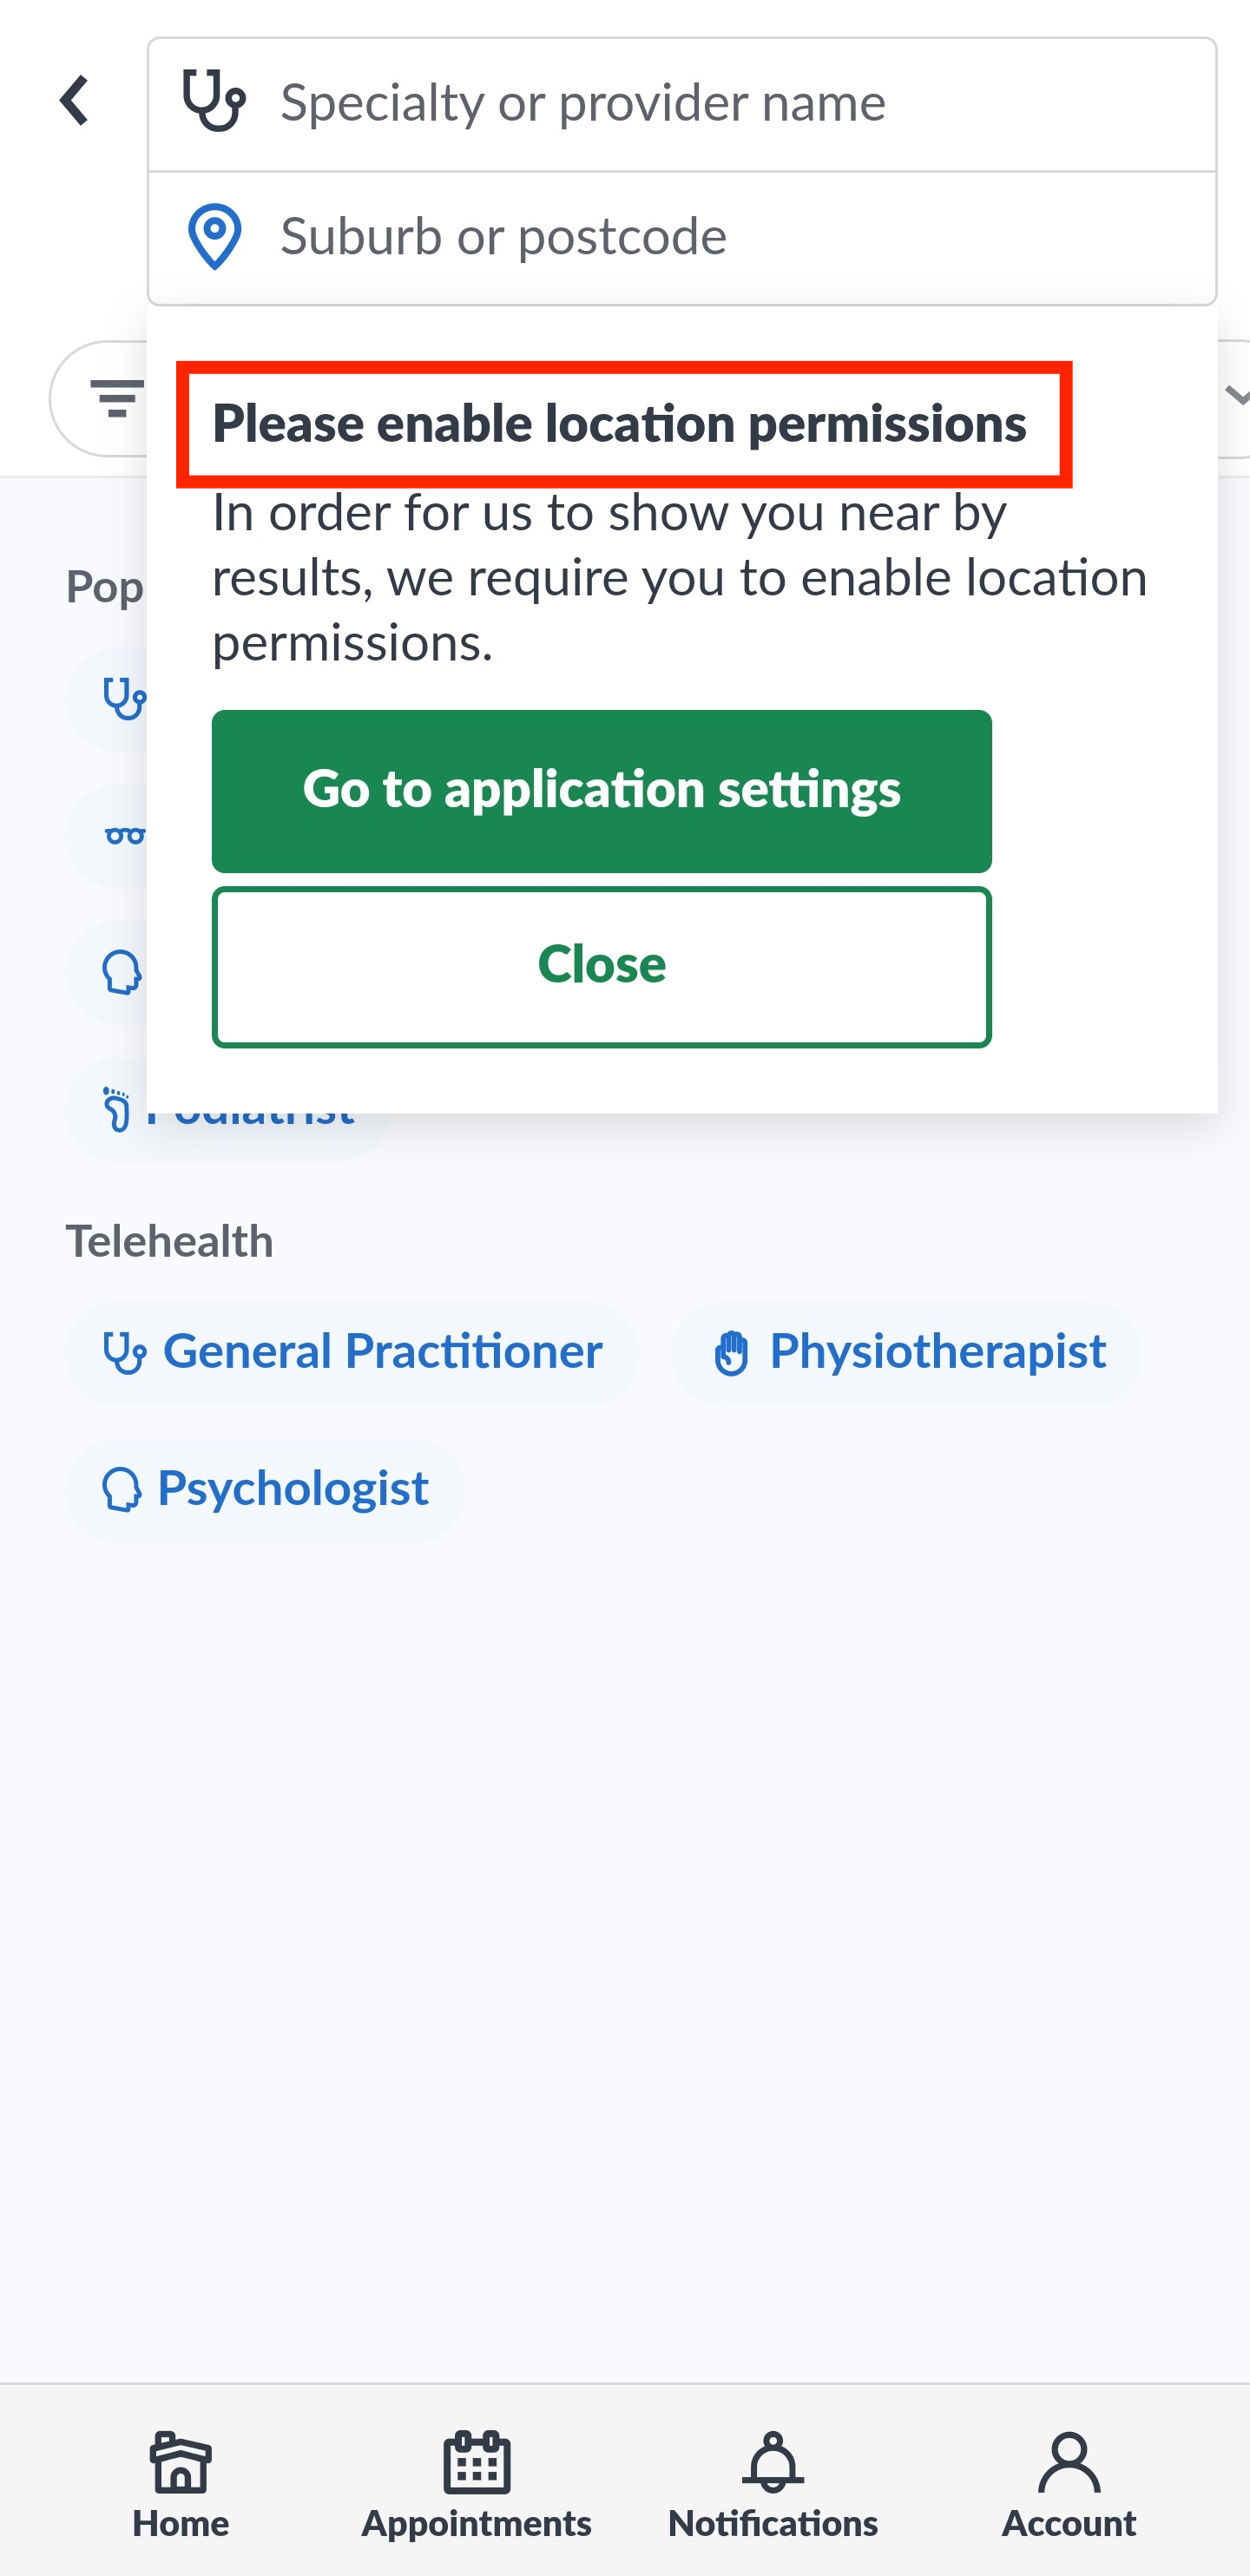 Specialty or provider name
Suburb or postcode
Please enable location permissions
In order for us to show you near by
results, we require you to enable location
permissions.
Pop
Go to application settings
Close
Podiatrist
Telehealth
General Practitioner
Physiotherapist
Psychologist
Home
Appointments
Notifications
Account